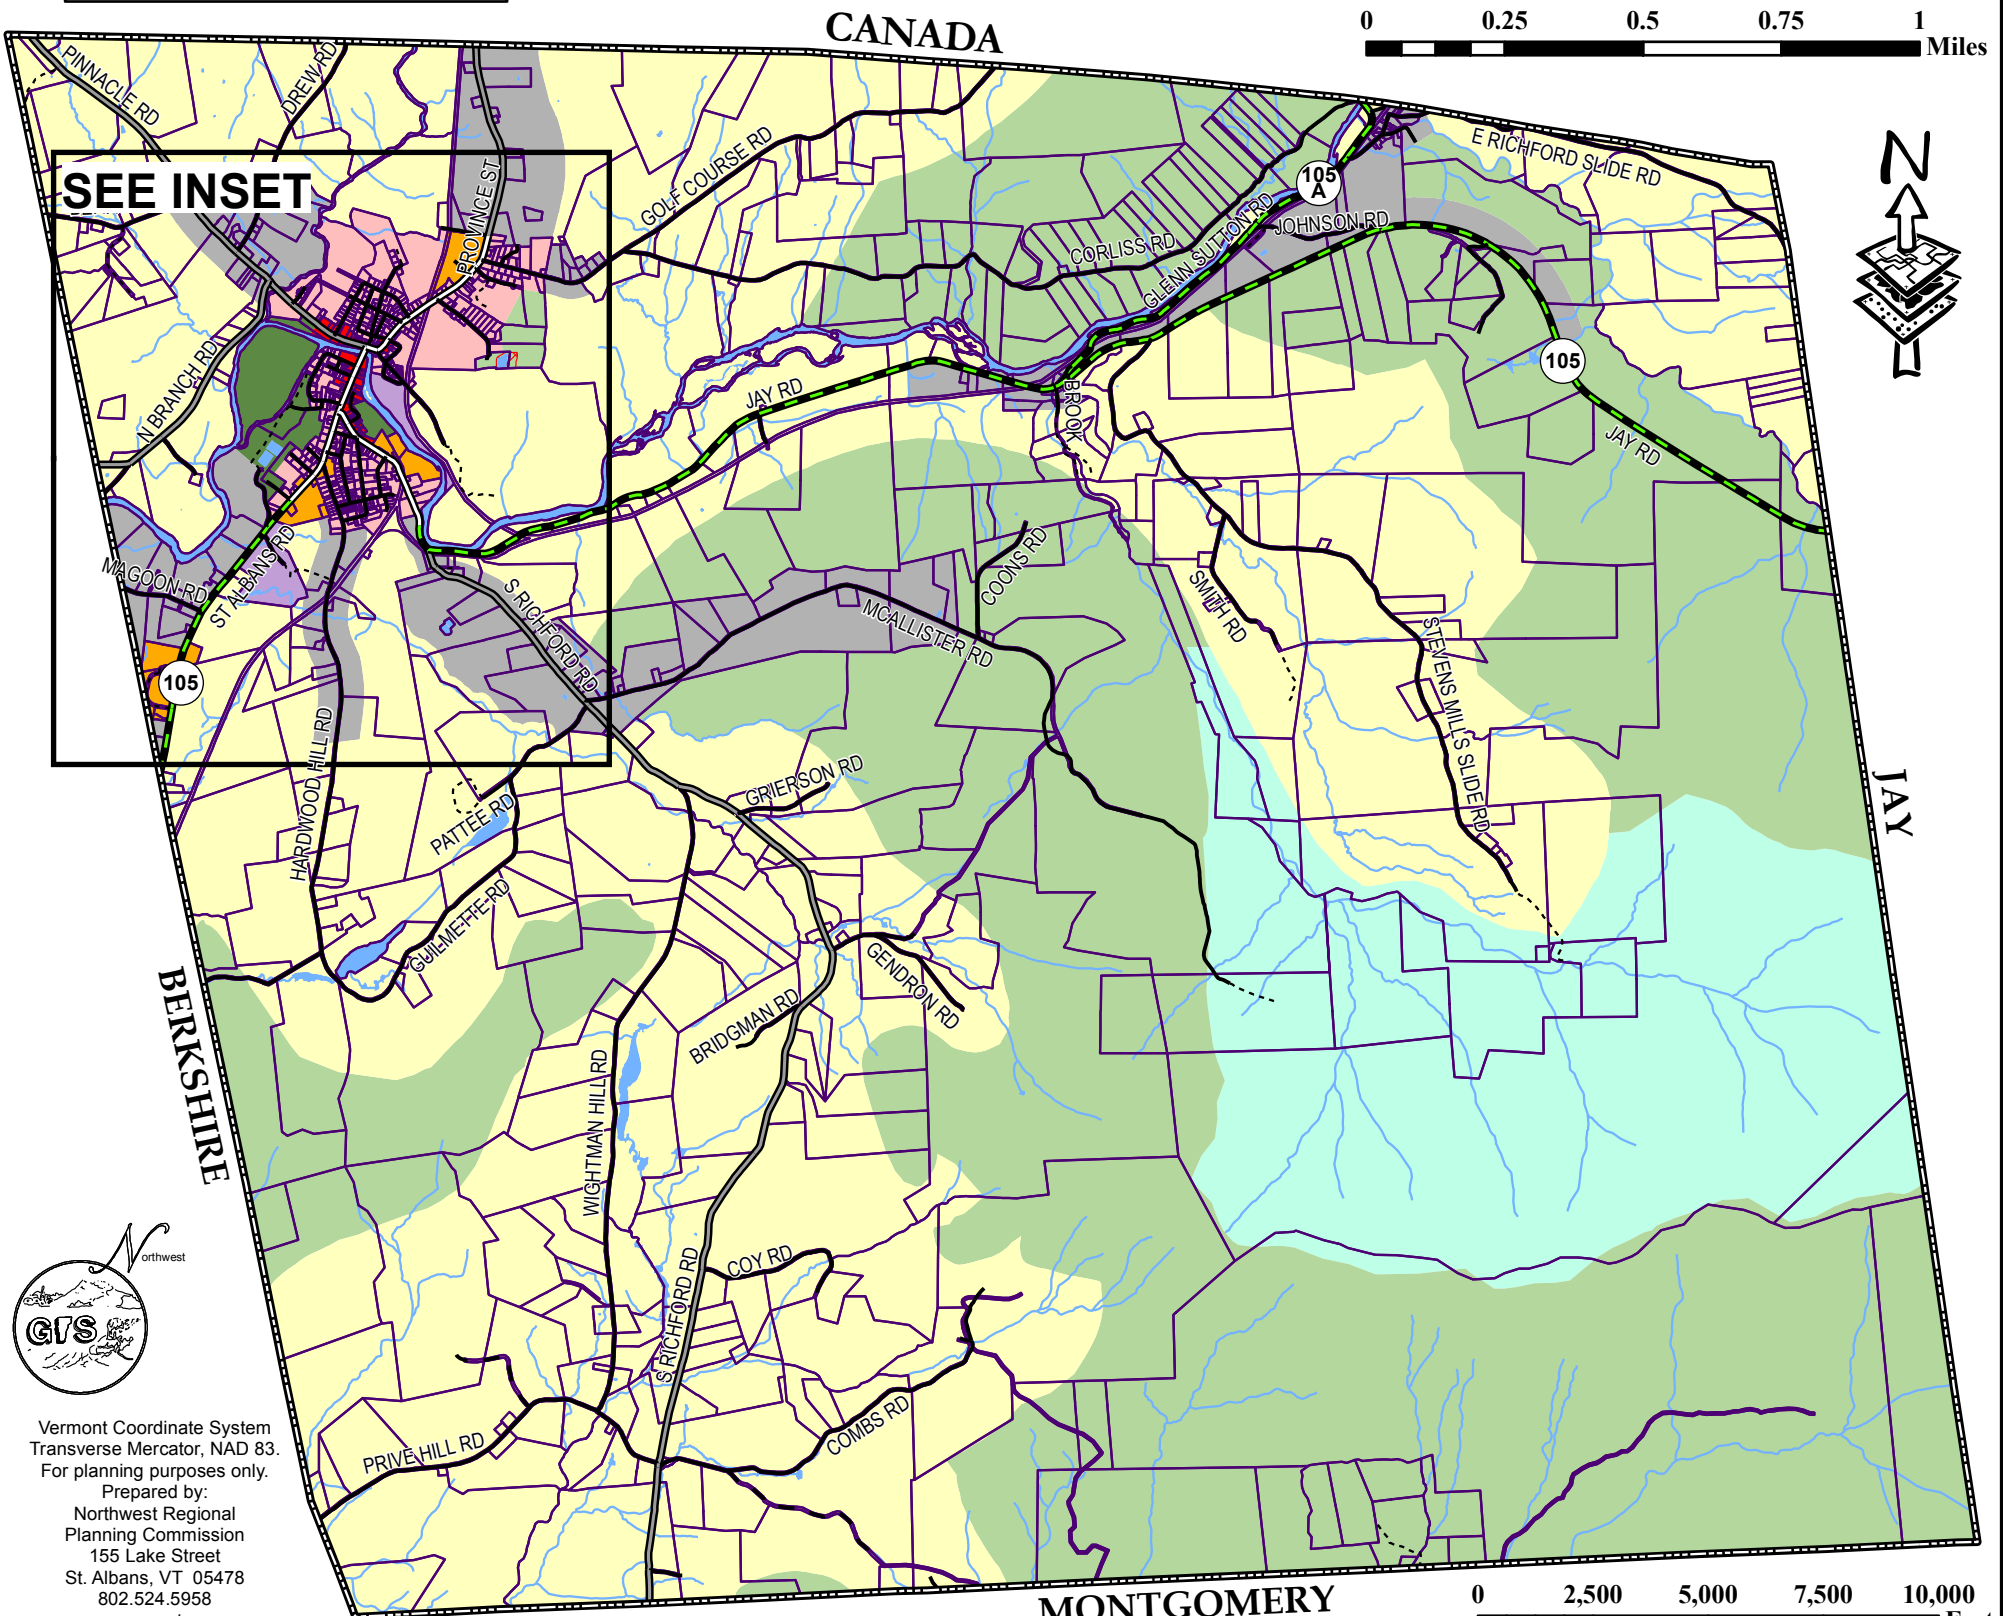 CANADA
0 0.25 0.5 0.75 1
Miles
PINNACLE RD
DREW RD
SEE INSET
PROVINCE ST
GOLF COURSE RD
E RICHFORD SLIDE RD
N
105
A
JOHNSON RD
CORLISS RD
GLENN SUTTON RD
N BRANCH RD
JAY RD
BROOK
105
JAY RD
MAGOON RD
ST ALBANS RD
S RICHFORD RD
MCALLISTER RD
COONS RD
SMITH RD
STEVENS MILLS SLIDE RD
105
HARDWOOD HILL RD
PATTEE RD
GRIERSON RD
JAY
GUILMETTE RD
GENDRON RD
BRIDGMAN RD
BERKSHIRE
WIGHTMAN HILL RD
COY RD
S RICHFORD RD
COMBS RD
PRIVE HILL RD
Northwest
GIS
Vermont Coordinate System
Transverse Mercator, NAD 83.
For planning purposes only.
Prepared by:
Northwest Regional
Planning Commission
155 Lake Street
St. Albans, VT 05478
802.524.5958
MONTGOMERY
0 2,500 5,000 7,500 10,000